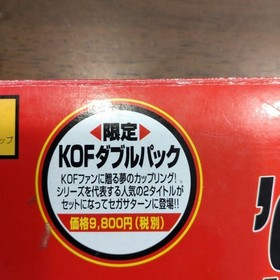 ップ
◀限定▶
KOFダブルパック
KOFファンに贈る夢のカップリング!
シリーズを代表する人気の2タイトルが
セットになってセガサターンに登場!!
価格9,800円(税別)